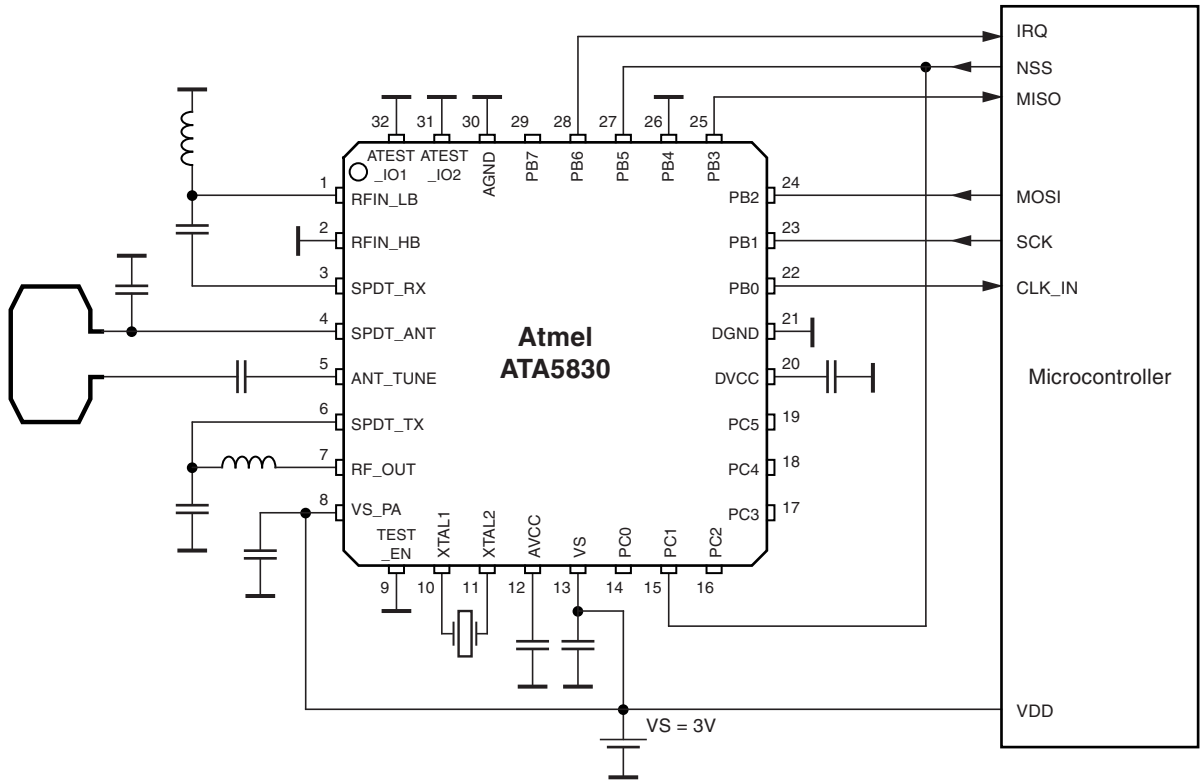 IRQ
NSS
MISO
32 31 30 29 28 27 26 25
ATEST
_IO1
ATEST
_IO2
AGND
PB7
PB6
PB5
PB4
PB3
1 RFIN_LB
2 RFIN_HB
3 SPDT_RX
4 SPDT_ANT
5 ANT_TUNE
6 SPDT_TX
7 RF_OUT
8 VS_PA
Atmel
ATA5830
PB2 24 MOSI
PB1 23 SCK
PB0 22 CLK_IN
DGND 21
DVCC 20
PC5 19
PC4 18
PC3 17
Microcontroller
TEST
_EN
XTAL1
XTAL2
AVCC
VS
PC0
PC1
PC2
9 10 11 12 13 14 15 16
VS = 3V
VDD